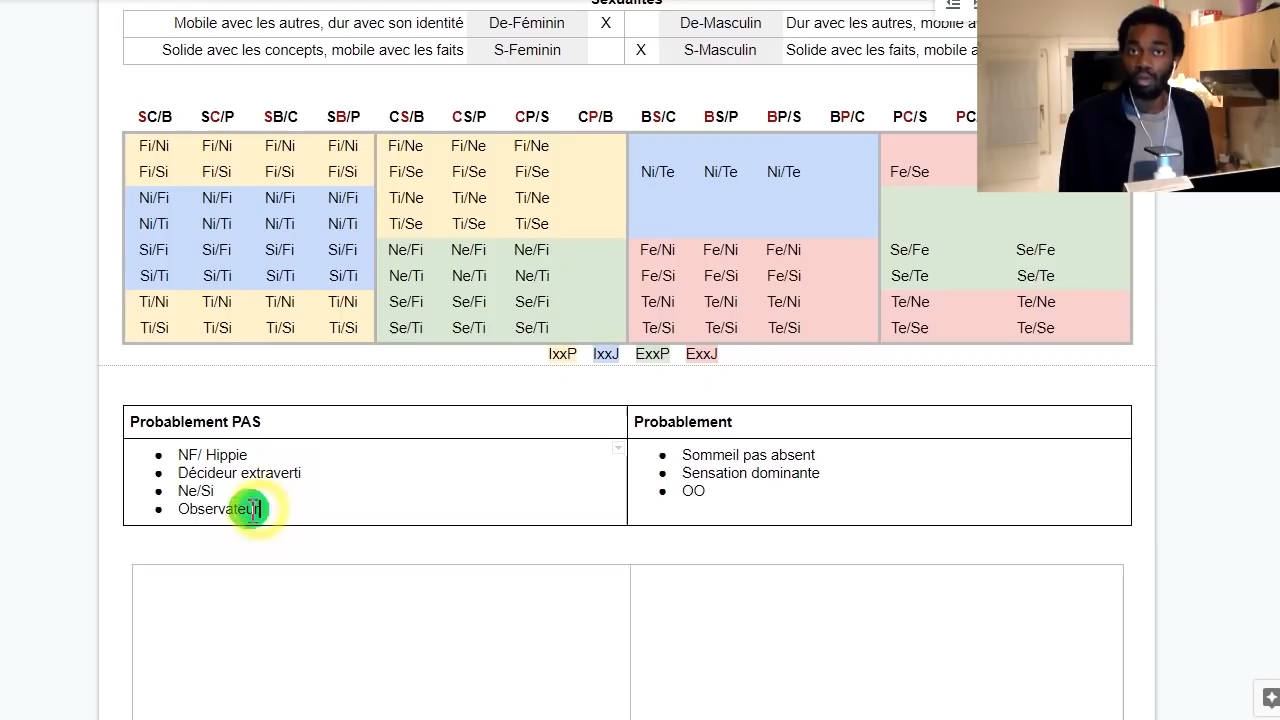 Sexualités
Mobile avec les autres, dur avec son identité De-Féminin X De-Masculin Dur avec les autres, mobile a
Solide avec les concepts, mobile avec les faits S-Feminin X S-Masculin Solide avec les faits, mobile a
SC/B SC/P SB/C SB/P CS/B CS/P CP/S CP/B BS/C BS/P BP/S BP/C PC/S PC
Fi/Ni Fi/Ni Fi/Ni Fi/Ni Fi/Ne Fi/Ne Fi/Ne
Fi/Si Fi/Si Fi/Si Fi/Si Fi/Se Fi/Se Fi/Se Ni/Te Ni/Te Ni/Te Fe/Se
Ni/Fi Ni/Fi Ni/Fi Ni/Fi Ti/Ne Ti/Ne Ti/Ne
Ni/Ti Ni/Ti Ni/Ti Ni/Ti Ti/Se Ti/Se Ti/Se
Si/Fi Si/Fi Si/Fi Si/Fi Ne/Fi Ne/Fi Ne/Fi Fe/Ni Fe/Ni Fe/Ni Se/Fe Se/Fe
Si/Ti Si/Ti Si/Ti Si/Ti Ne/Ti Ne/Ti Ne/Ti Fe/Si Fe/Si Fe/Si Se/Te Se/Te
Ti/Ni Ti/Ni Ti/Ni Ti/Ni Se/Fi Se/Fi Se/Fi Te/Ni Te/Ni Te/Ni Te/Ne Te/Ne
Ti/Si Ti/Si Ti/Si Ti/Si Se/Ti Se/Ti Se/Ti Te/Si Te/Si Te/Si Te/Se Te/Se
IxxP IxxJ ExxP ExxJ
Probablement PAS Probablement
NF/ Hippie
Décideur extraverti
Ne/Si
Observateur
Sommeil pas absent
Sensation dominante
OO